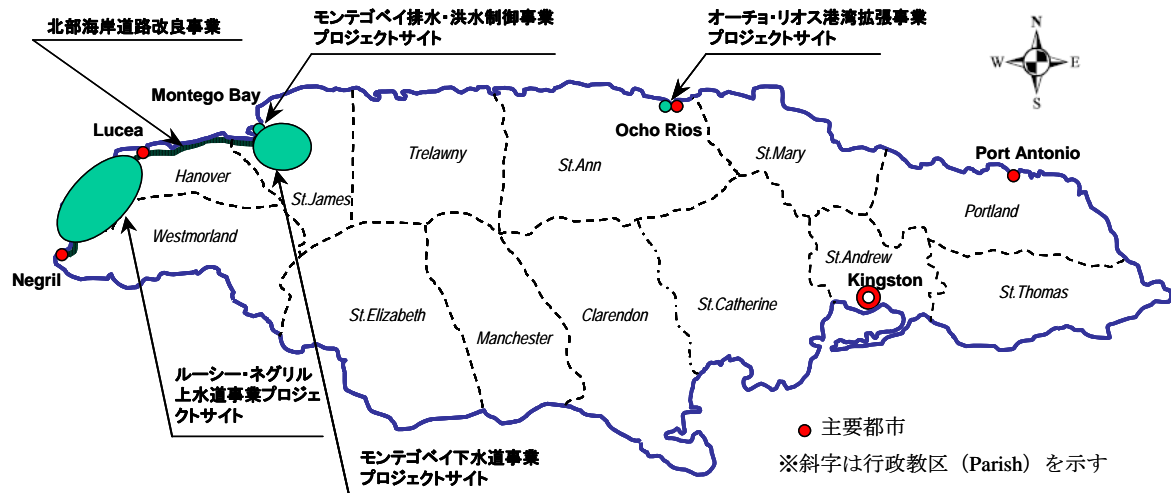 北部海岸道路改良事業
モンテゴベイ排水・洪水制御事業
プロジェクトサイト
オーチョ・リオス港湾拡張事業
プロジェクトサイト
N
W
E
S
Montego Bay
Lucea
Ocho Rios
Port Antonio
Trelawny
St.Ann
St.Mary
Hanover
St.James
Portland
Westmorland
St.Andrew
Negril
Kingston
St.Thomas
St.Elizabeth
Clarendon
St.Catherine
Manchester
ルーシー・ネグリル
上水道事業プロジェ
クトサイト
モンテゴベイ下水道事業
プロジェクトサイト
主要都市
※斜字は行政教区（Parish）を示す